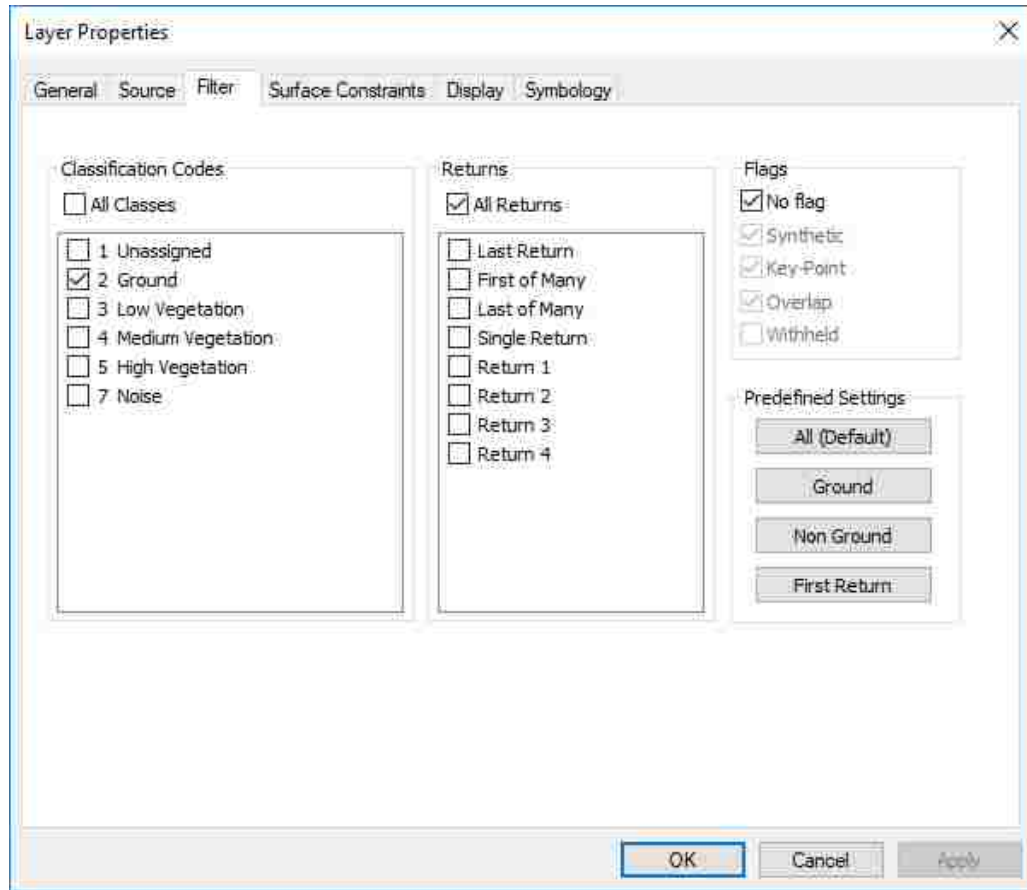 Layer Properties
General Source Filter Surface Constraints Display Symbology
Classification Codes
All Classes
1 Unassigned
2 Ground
3 Low Vegetation
4 Medium Vegetation
5 High Vegetation
7 Noise
Returns
All Returns
Last Return
First of Many
Last of Many
Single Return
Return 1
Return 2
Return 3
Return 4
Flags
No flag
Synthetic
Key-Point
Overlap
Withheld
Predefined Settings
All (Default)
Ground
Non Ground
First Return
OK Cancel Apply